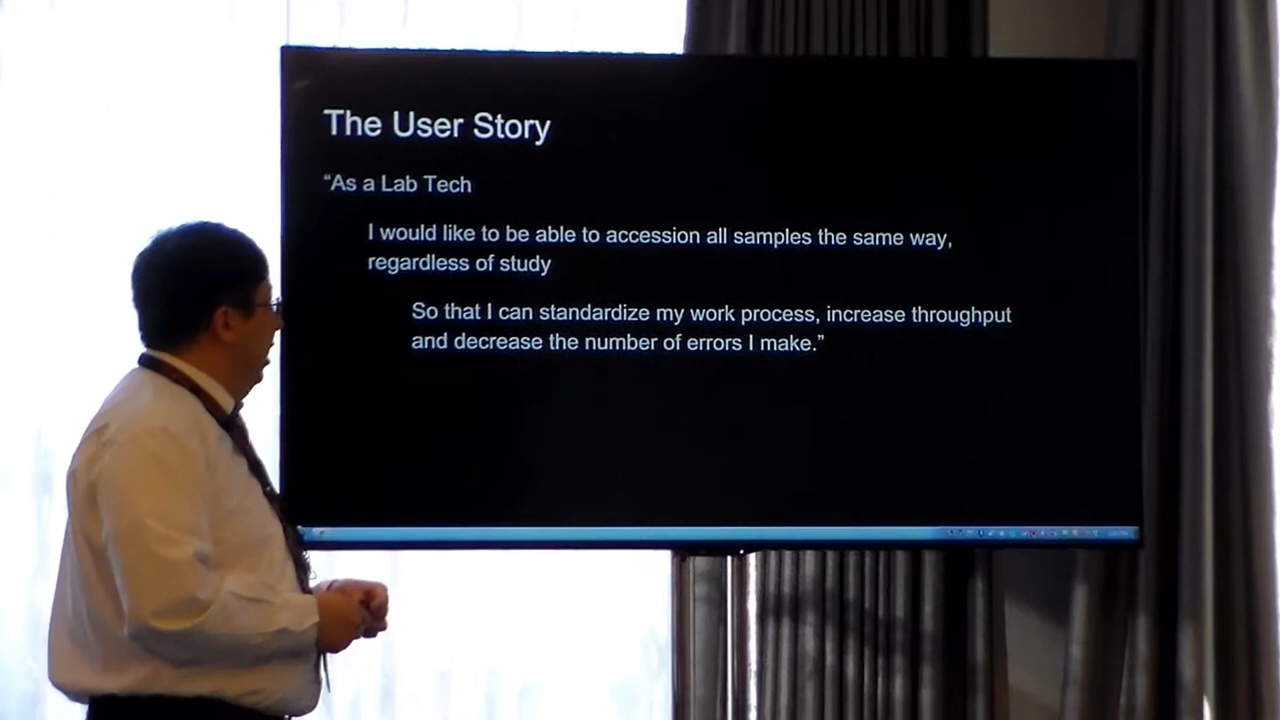 The User Story
“As a Lab Tech
I would like to be able to accession all samples the same way,
regardless of study
So that I can standardize my work process, increase throughput
and decrease the number of errors I make.”